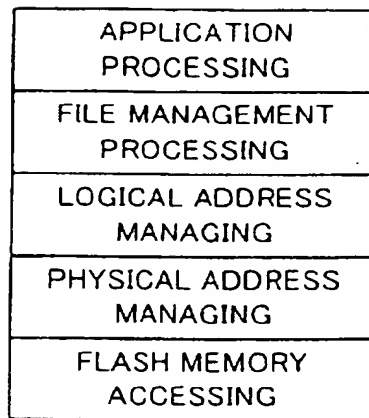 APPLICATION
PROCESSING
FILE MANAGEMENT
PROCESSING
LOGICAL ADDRESS
MANAGING
PHYSICAL ADDRESS
MANAGING
FLASH MEMORY
ACCESSING